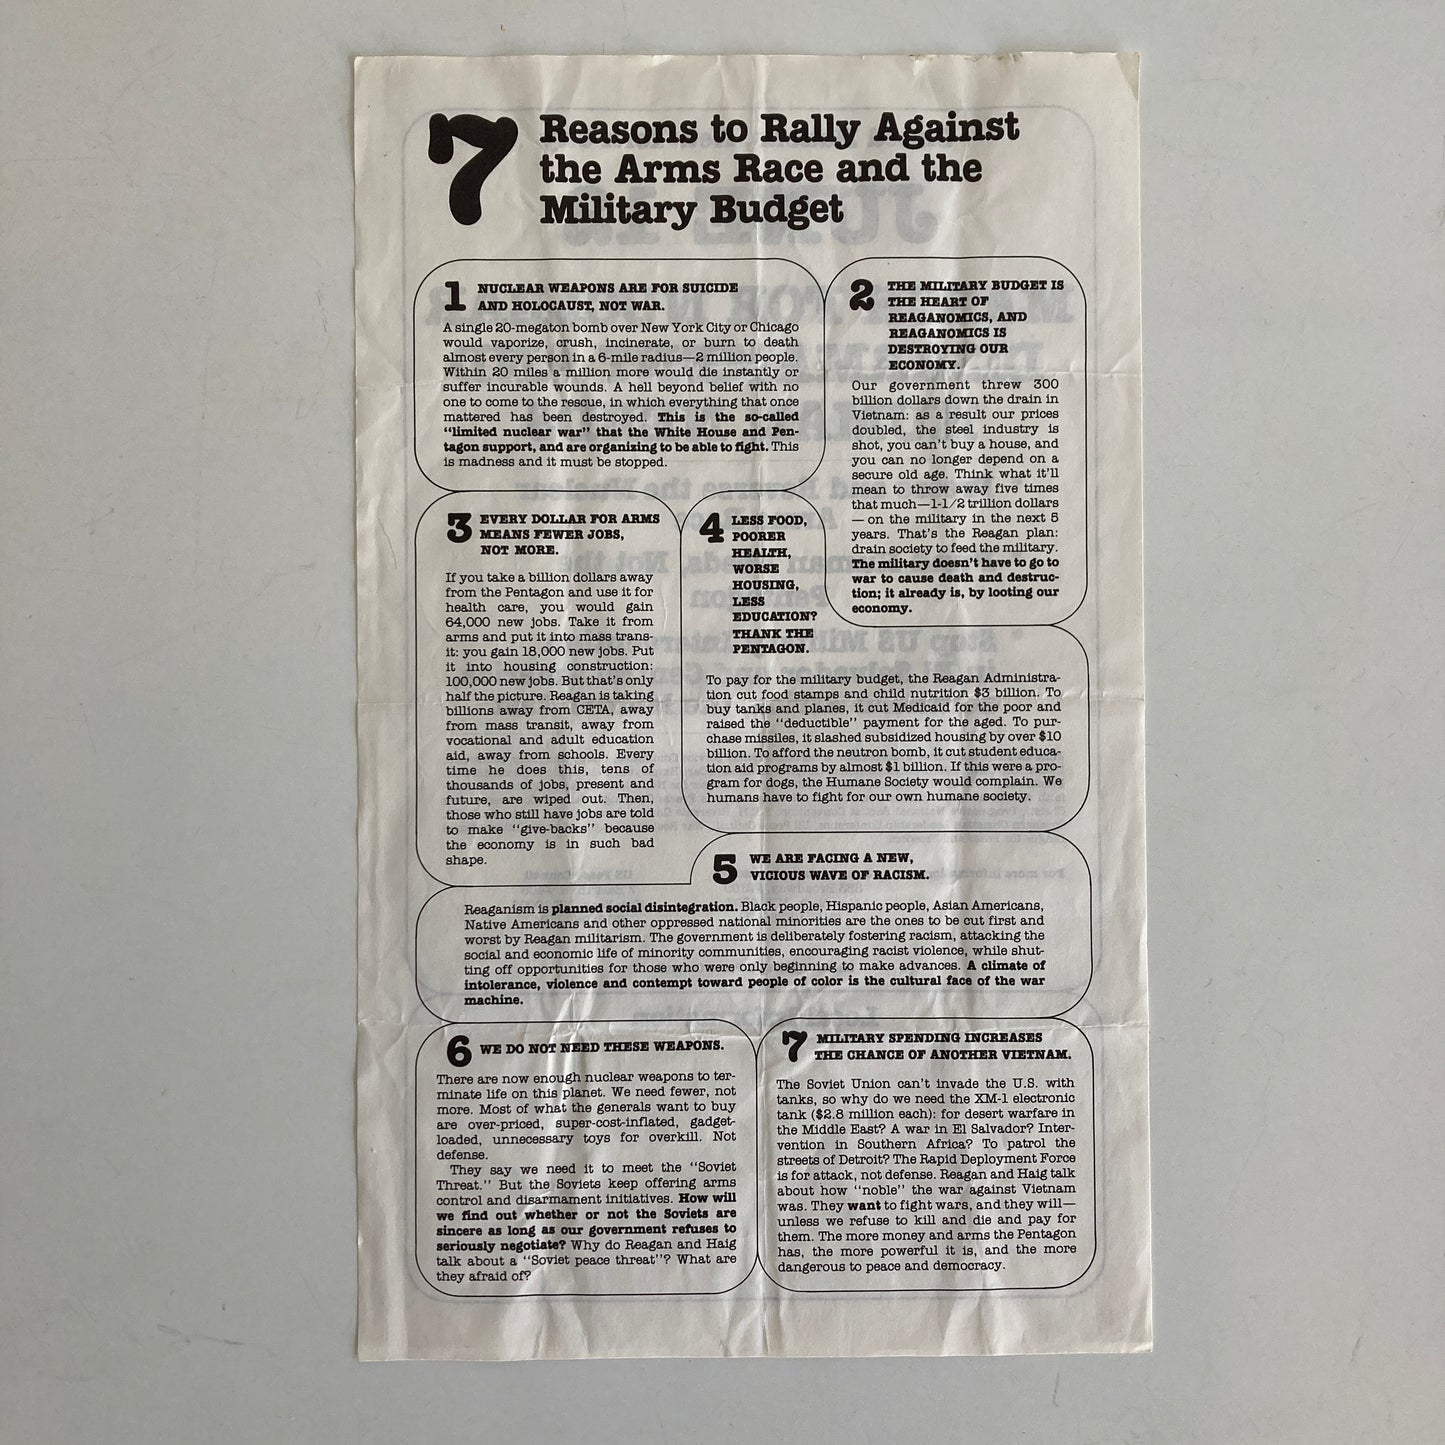 7 Reasons to Rally Against
the Arms Race and the
Military Budget
1 NUCLEAR WEAPONS ARE FOR SUICIDE
AND HOLOCAUST, NOT WAR.
A single 20-megaton bomb over New York City or Chicago
would vaporize, crush, incinerate, or burn to death
almost every person in a 6-mile radius—2 million people.
Within 20 miles a million more would die instantly or
suffer incurable wounds. A hell beyond belief with no
one to come to the rescue, in which everything that once
mattered has been destroyed. This is the so-called
"limited nuclear war" that the White House and Pen-
tagon support, and are organizing to be able to fight. This
is madness and it must be stopped.
2 THE MILITARY BUDGET IS
THE HEART OF
REAGANOMICS, AND
REAGANOMICS IS
DESTROYING OUR
ECONOMY.
Our government threw 300
billion dollars down the drain in
Vietnam: as a result our prices
doubled, the steel industry is
shot, you can't buy a house, and
you can no longer depend on a
secure old age. Think what it'll
mean to throw away five times
that much—1-1/2 trillion dollars
— on the military in the next 5
years. That's the Reagan plan:
drain society to feed the military.
The military doesn't have to go to
war to cause death and destruc-
tion; it already is, by looting our
economy.
3 EVERY DOLLAR FOR ARMS
MEANS FEWER JOBS,
NOT MORE.
If you take a billion dollars away
from the Pentagon and use it for
health care, you would gain
64,000 new jobs. Take it from
arms and put it into mass trans-
it: you gain 18,000 new jobs. Put
it into housing construction:
100,000 new jobs. But that's only
half the picture. Reagan is taking
billions away from CETA, away
from mass transit, away from
vocational and adult education
aid, away from schools. Every
time he does this, tens of
thousands of jobs, present and
future, are wiped out. Then,
those who still have jobs are told
to make "give-backs" because
the economy is in such bad
shape.
4 LESS FOOD,
POORER
HEALTH,
WORSE
HOUSING,
LESS
EDUCATION?
THANK THE
PENTAGON.
To pay for the military budget, the Reagan Administra-
tion cut food stamps and child nutrition $3 billion. To
buy tanks and planes, it cut Medicaid for the poor and
raised the "deductible" payment for the aged. To pur-
chase missiles, it slashed subsidized housing by over $10
billion. To afford the neutron bomb, it cut student educa-
tion aid programs by almost $1 billion. If this were a pro-
gram for dogs, the Humane Society would complain. We
humans have to fight for our own humane society.
5 WE ARE FACING A NEW,
VICIOUS WAVE OF RACISM.
Reaganism is planned social disintegration. Black people, Hispanic people, Asian Americans,
Native Americans and other oppressed national minorities are the ones to be cut first and
worst by Reagan militarism. The government is deliberately fostering racism, attacking the
social and economic life of minority communities, encouraging racist violence, while shut-
ting off opportunities for those who were only beginning to make advances. A climate of
intolerance, violence and contempt toward people of color is the cultural face of the war
machine.
6 WE DO NOT NEED THESE WEAPONS.
There are now enough nuclear weapons to ter-
minate life on this planet. We need fewer, not
more. Most of what the generals want to buy
are over-priced, super-cost-inflated, gadget-
loaded, unnecessary toys for overkill. Not
defense.
They say we need it to meet the "Soviet
Threat." But the Soviets keep offering arms
control and disarmament initiatives. How will
we find out whether or not the Soviets are
sincere as long as our government refuses to
seriously negotiate? Why do Reagan and Haig
talk about a "Soviet peace threat"? What are
they afraid of?
7 MILITARY SPENDING INCREASES
THE CHANCE OF ANOTHER VIETNAM.
The Soviet Union can't invade the U.S. with
tanks, so why do we need the XM-1 electronic
tank ($2.8 million each): for desert warfare in
the Middle East? A war in El Salvador? Inter-
vention in Southern Africa? To patrol the
streets of Detroit? The Rapid Deployment Force
is for attack, not defense. Reagan and Haig talk
about how "noble" the war against Vietnam
was. They want to fight wars, and they will—
unless we refuse to kill and die and pay for
them. The more money and arms the Pentagon
has, the more powerful it is, and the more
dangerous to peace and democracy.